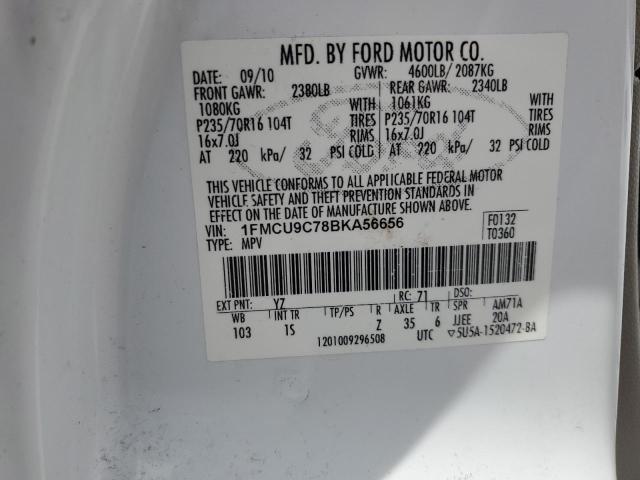 MFD. BY FORD MOTOR CO.
DATE: 09/10 GVWR: 4600LB/ 2087KG
FRONT GAWR: 2380LB REAR GAWR: 2340LB
1080KG 1061KG
P235/70R16 104T TIRES P235/70R16 104T TIRES
16x7.0J RIMS 16x7.0J RIMS
AT 220 kPa/ 32 PSI COLD AT 220 kPa/ 32 PSI COLD
THIS VEHICLE CONFORMS TO ALL APPLICABLE FEDERAL MOTOR
VEHICLE SAFETY AND THEFT PREVENTION STANDARDS IN
EFFECT ON THE DATE OF MANUFACTURE SHOWN ABOVE.
VIN: 1FMCU9C78BKA56656 F0132
TYPE: MPV T0360
EXT PNT: YZ RC: 71 DSO:
WB INT TR TP/PS R AXLE TR SPR AM71A
103 1S Z 35 6 JJEE 20A
1201009296508 UTC ▽5U5A-1520472-BA